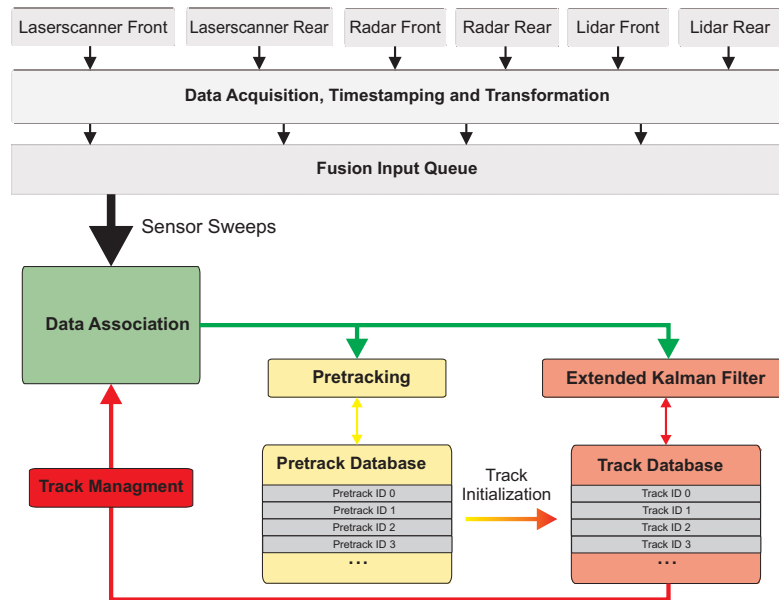 Laserscanner Front
Laserscanner Rear
Radar Front
Radar Rear
Lidar Front
Lidar Rear
Data Acquisition, Timestamping and Transformation
Fusion Input Queue
Sensor Sweeps
Data Association
Pretracking
Extended Kalman Filter
Track Managment
Pretrack Database
Pretrack ID 0
Pretrack ID 1
Pretrack ID 2
Pretrack ID 3
...
Track
Initialization
Track Database
Track ID 0
Track ID 1
Track ID 2
Track ID 3
...